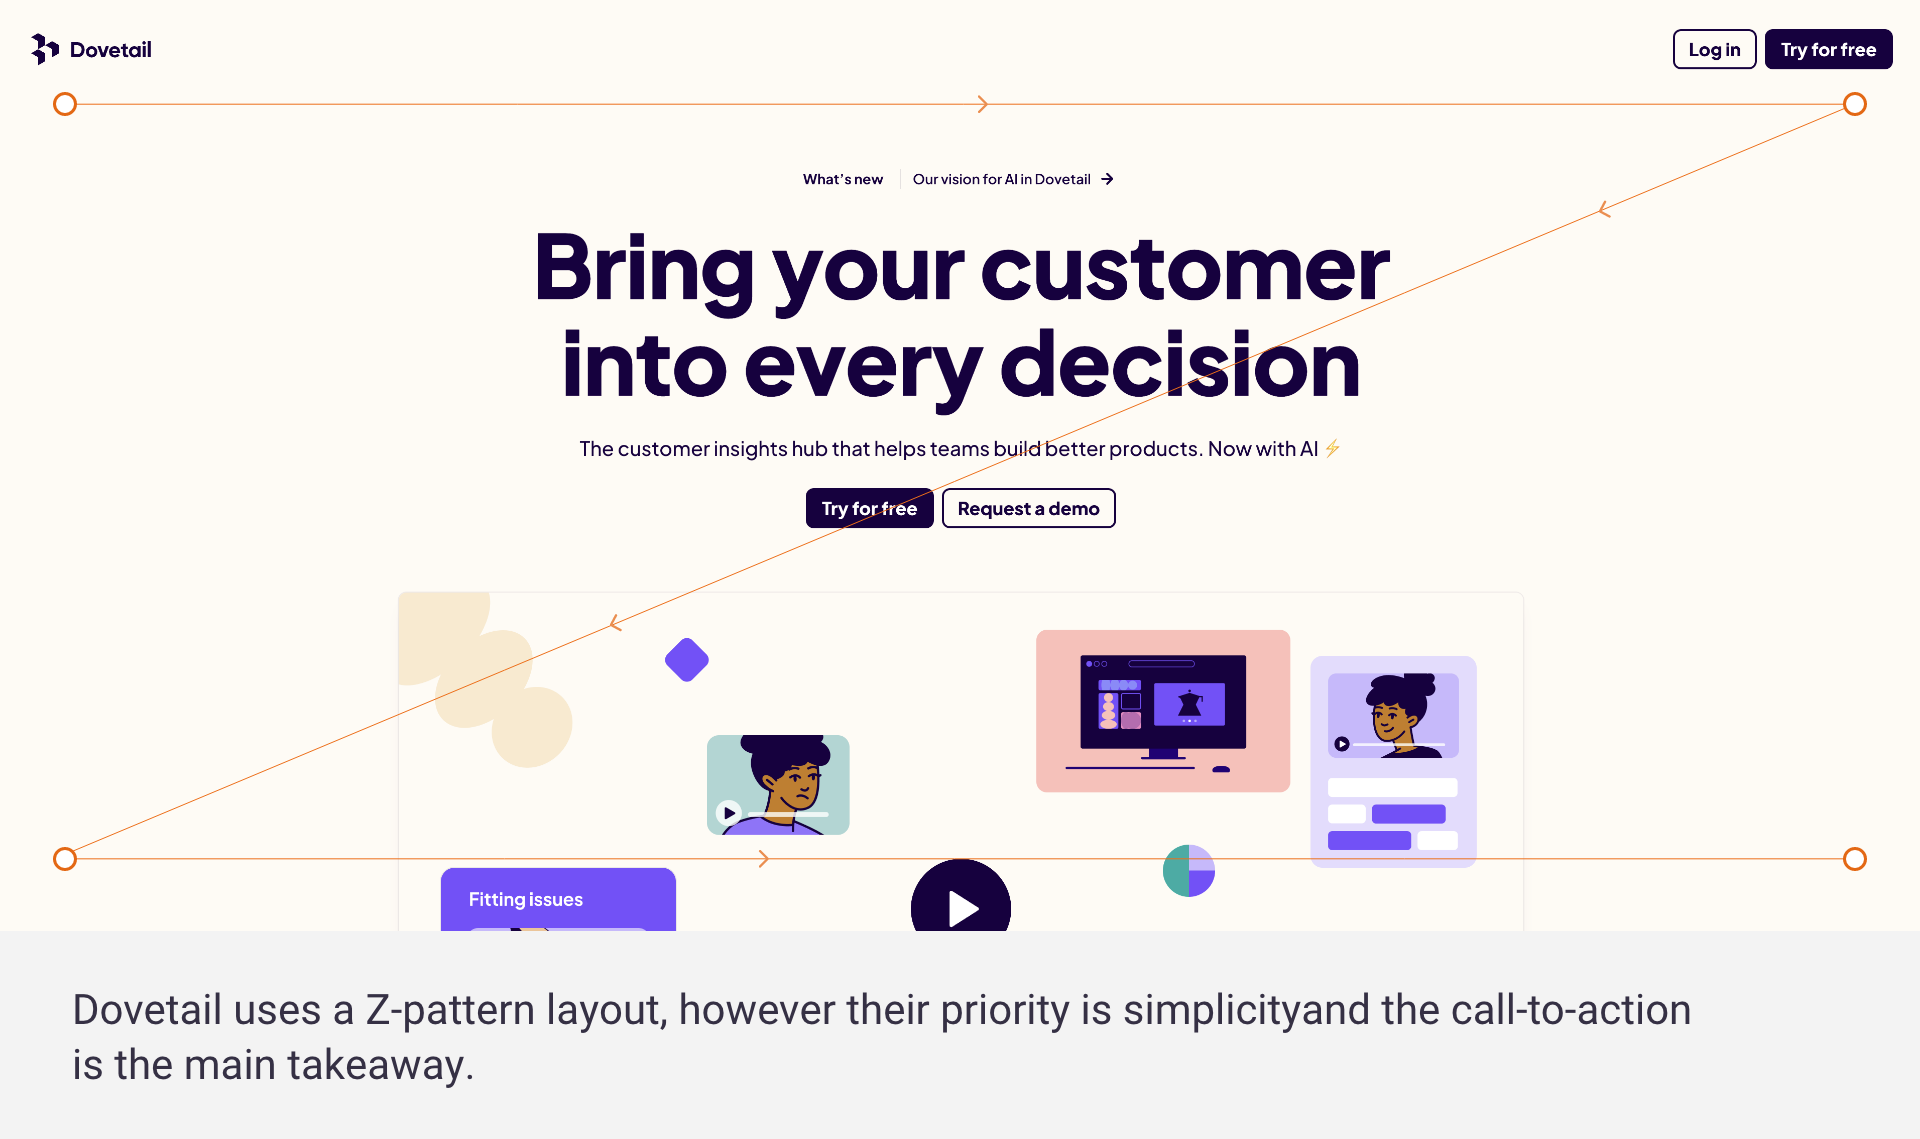 Dovetail
Log in
Try for free
What's new
Our vision for AI in Dovetail →
Bring your customer
into every decision
The customer insights hub that helps teams build better products. Now with AI ⚡
Try for free
Request a demo
Fitting issues
Dovetail uses a Z-pattern layout, however their priority is simplicityand the call-to-action
is the main takeaway.